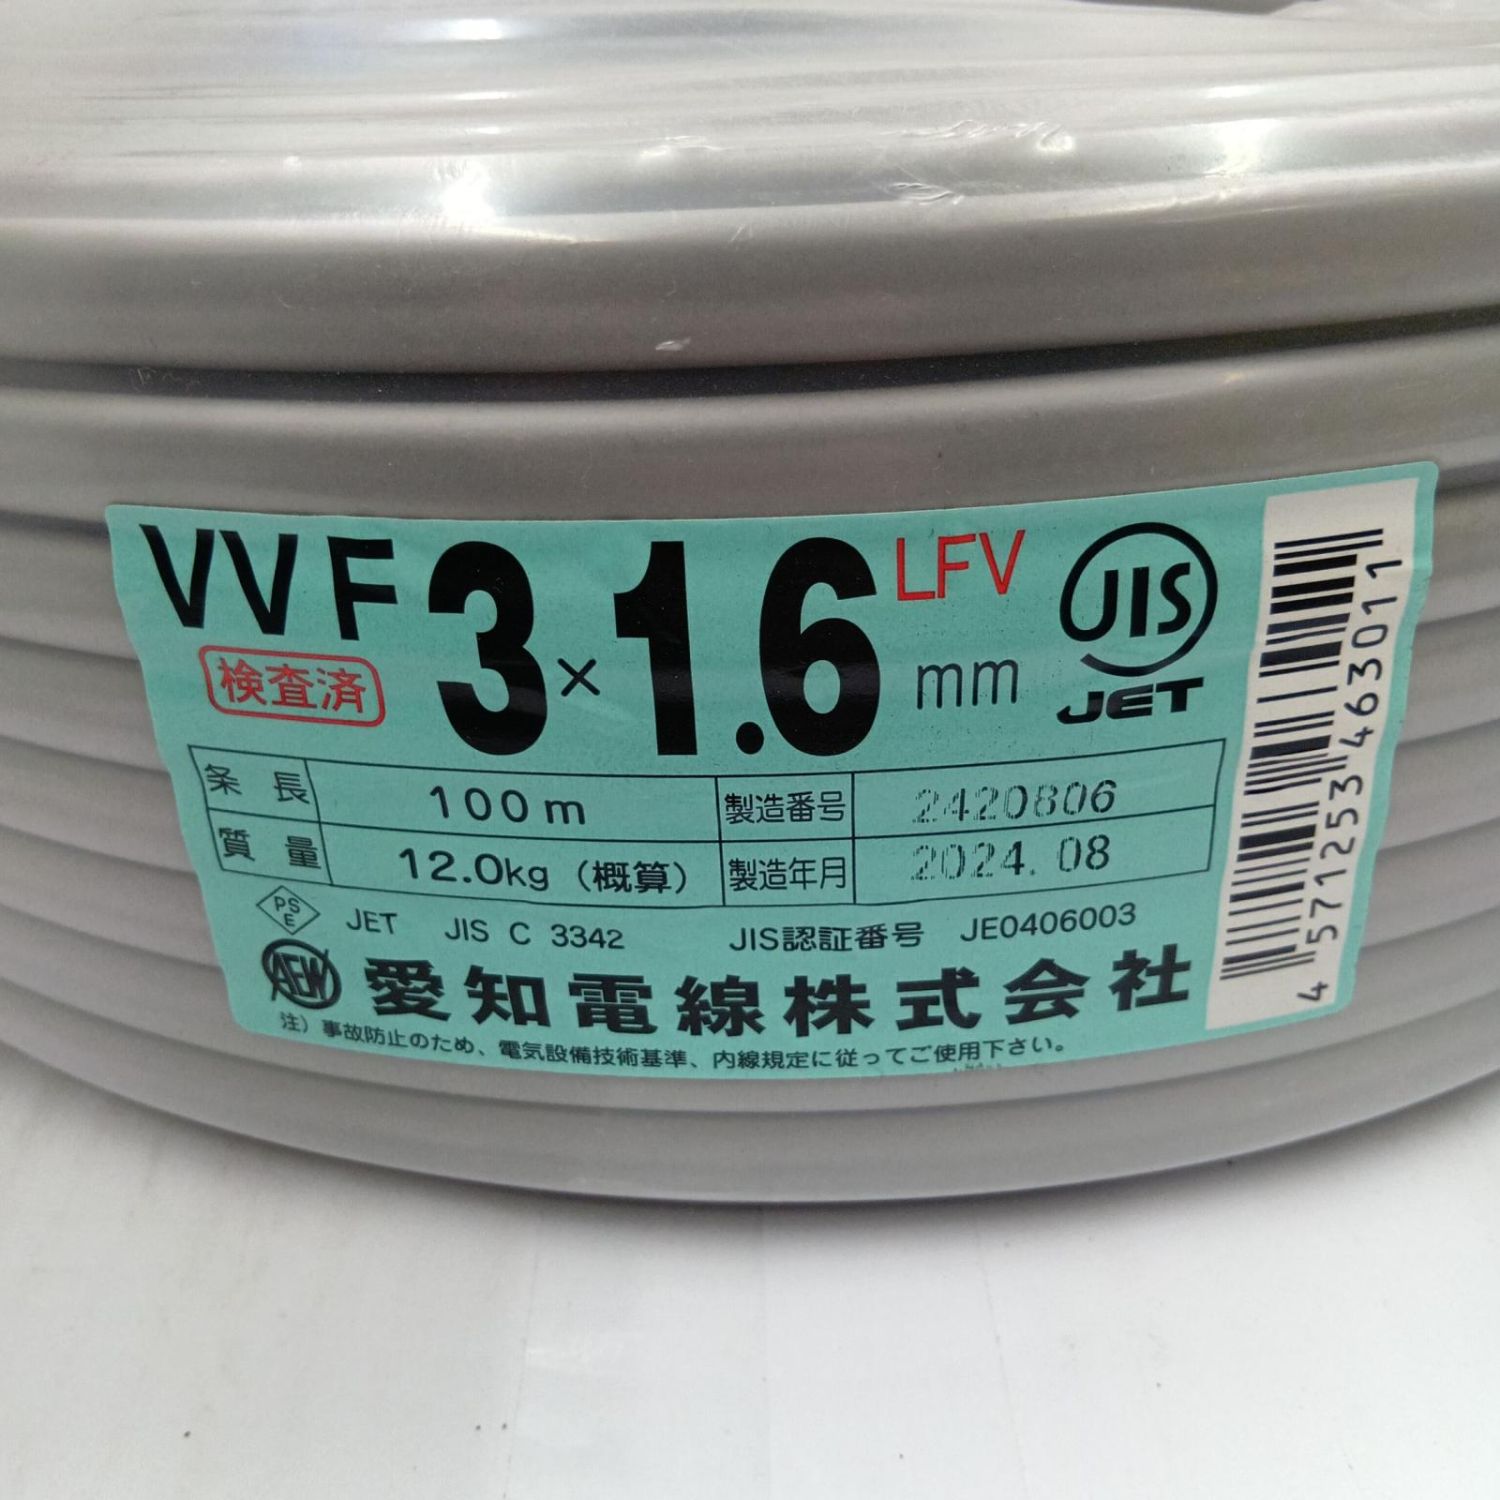 VVF 3×1.6 mm LFV
検査済
JIS
JET
条長 100m 製造番号 2420806
質量 12.0kg (概算) 製造年月 2024.08
PSE JET JIS C 3342 JIS認証番号 JE0406003
AEW 愛知電線株式会社
注) 事故防止のため、電気設備技術基準、内線規定に従ってご使用下さい。
4571253463011